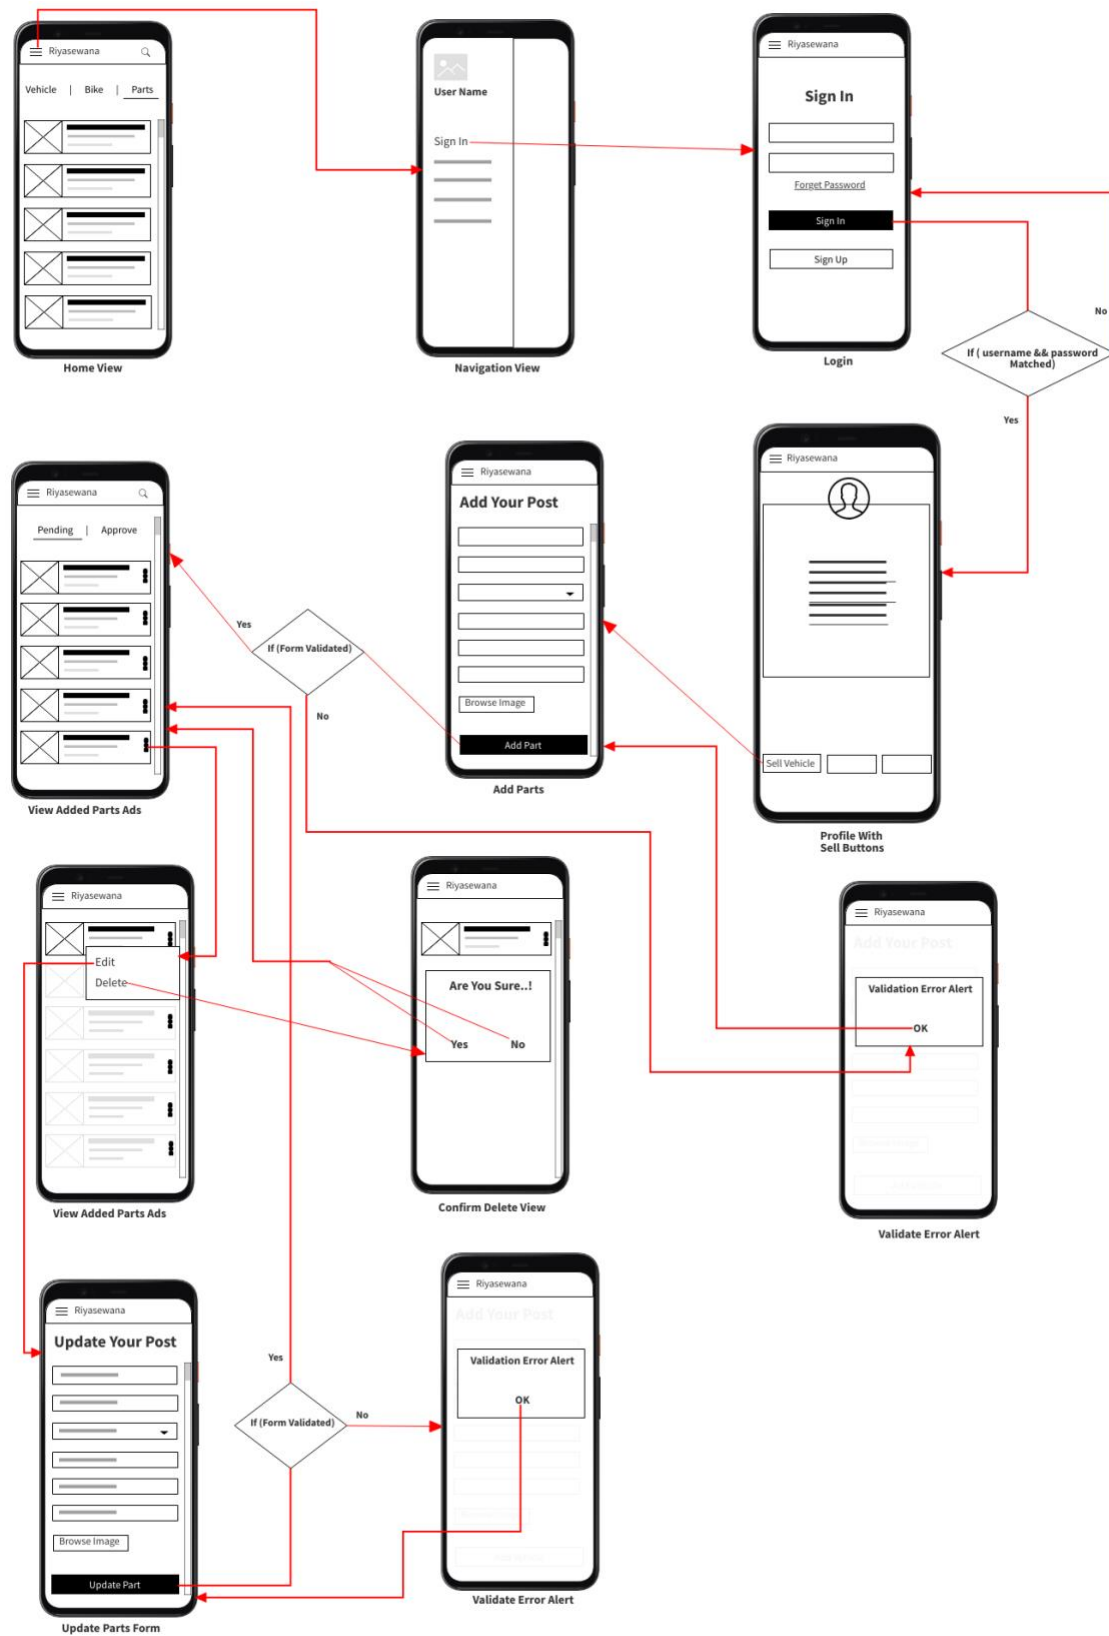 Riyasewana
Vehicle | Bike | Parts
Home View
User Name
Sign In
Navigation View
Riyasewana
Sign In
Forget Password
Sign In
Sign Up
Login
No
If ( username && password
Matched)
Yes
Riyasewana
Pending | Approve
View Added Parts Ads
Yes
If (Form Validated)
No
Riyasewana
Add Your Post
Browse Image
Add Part
Add Parts
Riyasewana
Sell Vehicle
Profile With
Sell Buttons
Riyasewana
Edit
Delete
View Added Parts Ads
Riyasewana
Are You Sure..!
Yes No
Confirm Delete View
Riyasewana
Add Your Post
Validation Error Alert
OK
Validate Error Alert
Riyasewana
Update Your Post
Browse Image
Update Part
Update Parts Form
Yes
If (Form Validated)
No
Riyasewana
Add Your Post
Validation Error Alert
OK
Validate Error Alert